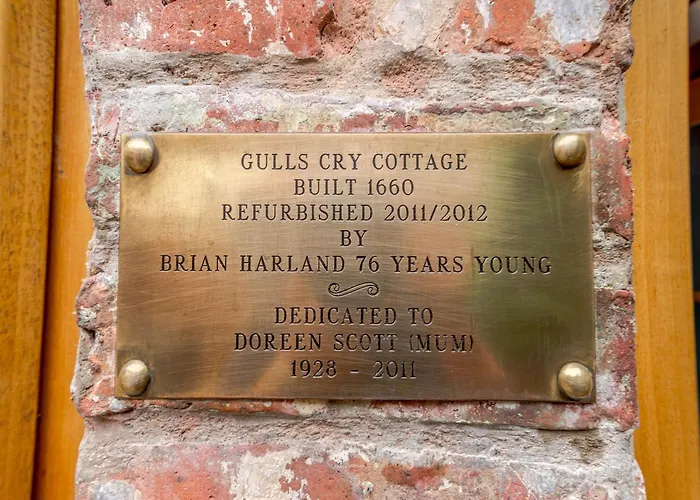 GULLS CRY COTTAGE
BUILT 1660
REFURBISHED 2011/2012
BY
BRIAN HARLAND 76 YEARS YOUNG
DEDICATED TO
DOREEN SCOTT (MUM)
1928 - 2011